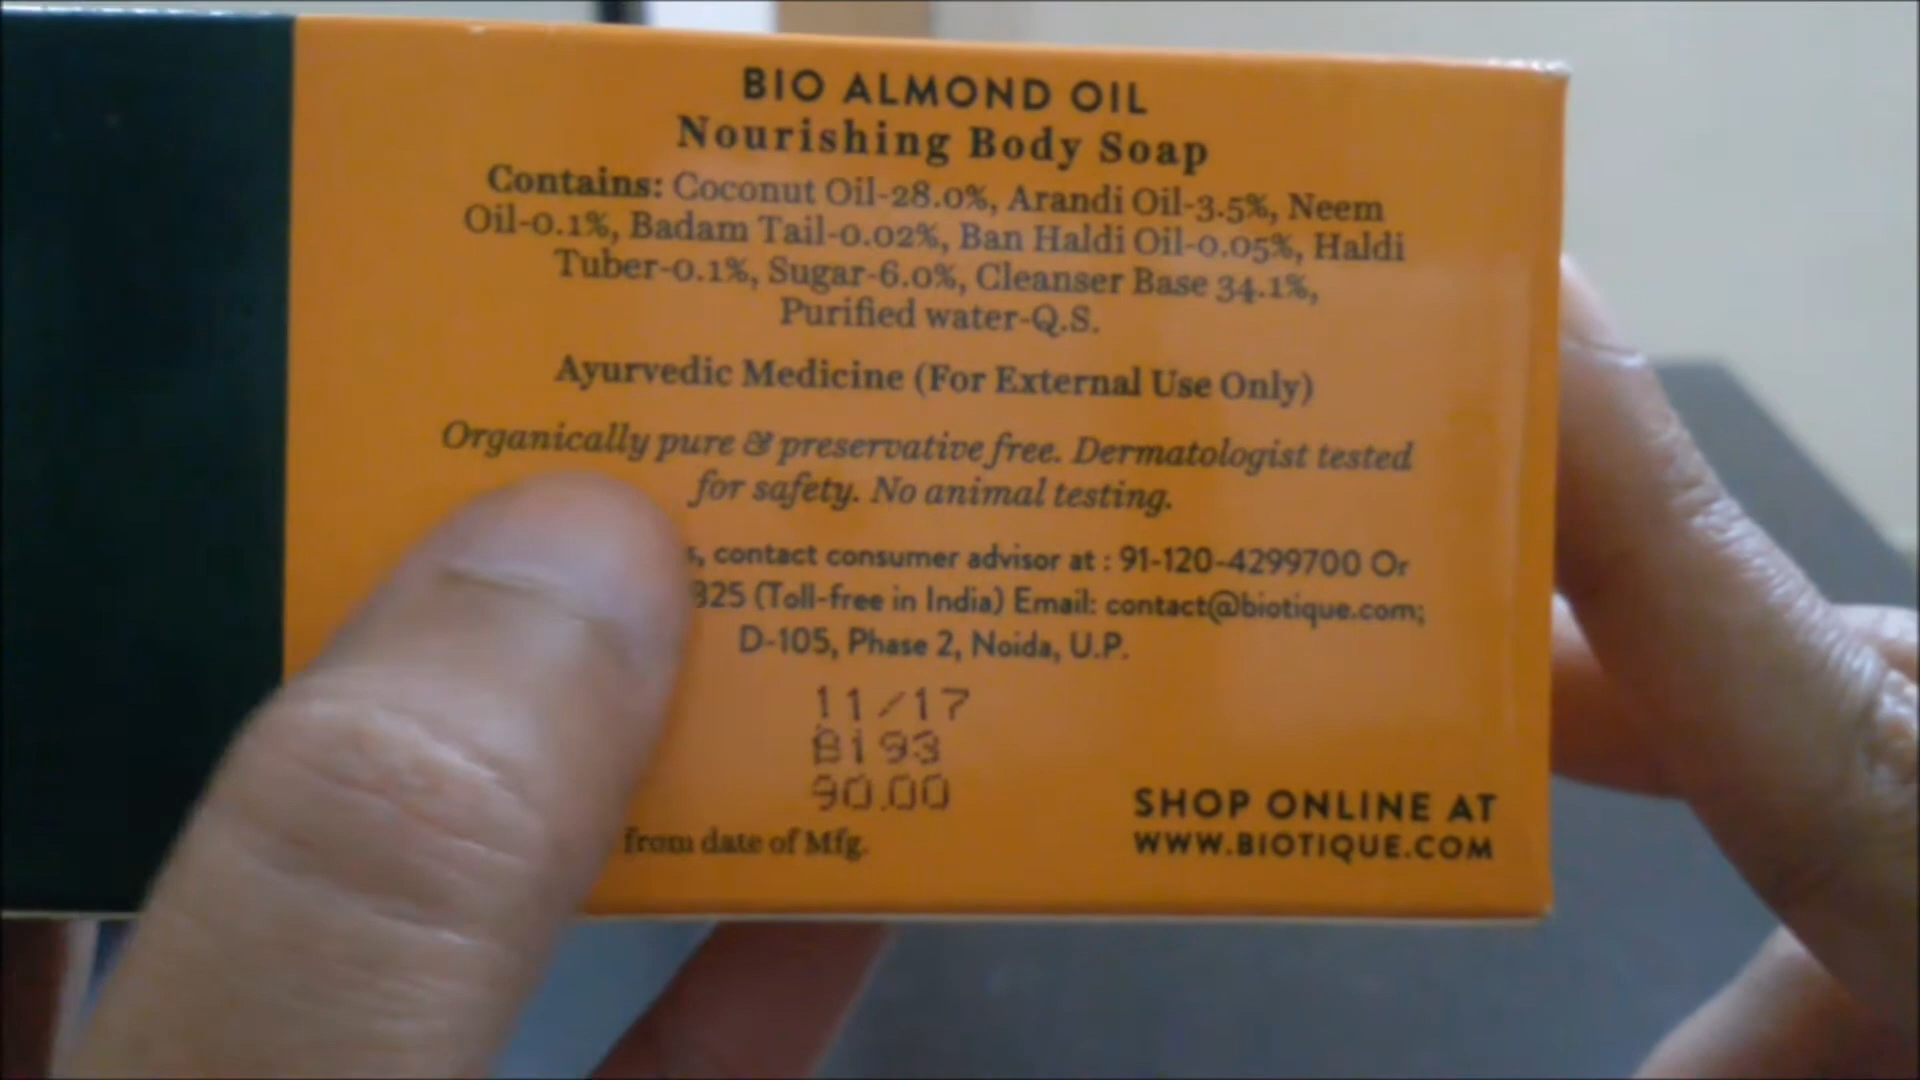 BIO ALMOND OIL
Nourishing Body Soap
Contains: Coconut Oil-28.0%, Arandi Oil-3.5%, Neem
Oil-0.1%, Badam Tail-0.02%, Ban Haldi Oil-0.05%, Haldi
Tuber-0.1%, Sugar-6.0%, Cleanser Base 34.1%,
Purified water-Q.S.
Ayurvedic Medicine (For External Use Only)
Organically pure & preservative free. Dermatologist tested
for safety. No animal testing.
contact consumer advisor at : 91-120-4299700 Or
325 (Toll-free in India) Email: contact@biotique.com;
D-105, Phase 2, Noida, U.P.
11/17
B193
90.00
from date of Mfg.
SHOP ONLINE AT
WWW.BIOTIQUE.COM